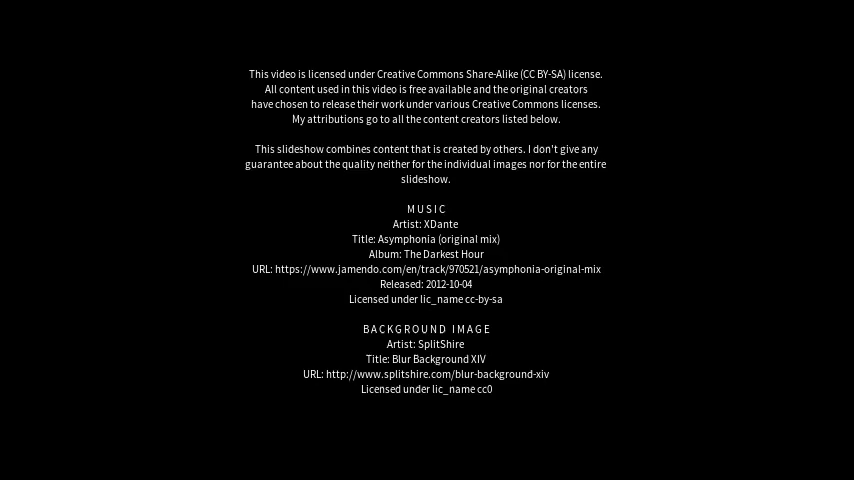 This video is licensed under Creative Commons Share-Alike (CC BY-SA) license.
All content used in this video is free available and the original creators
have chosen to release their work under various Creative Commons licenses.
My attributions go to all the content creators listed below.
This slideshow combines content that is created by others. I don't give any
guarantee about the quality neither for the individual images nor for the entire
slideshow.
MUSIC
Artist: XDante
Title: Asymphonia (original mix)
Album: The Darkest Hour
URL: https://www.jamendo.com/en/track/970521/asymphonia-original-mix
Released: 2012-10-04
Licensed under lic_name cc-by-sa
BACKGROUND IMAGE
Artist: SplitShire
Title: Blur Background XIV
URL: http://www.splitshire.com/blur-background-xiv
Licensed under lic_name cc0